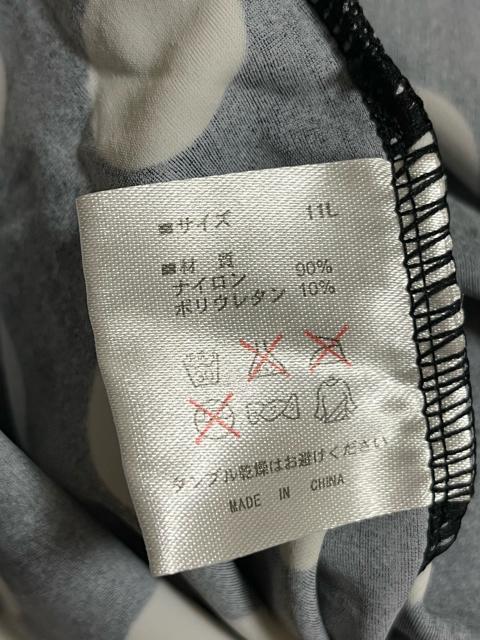 ■サイズ 11L
■材 質
ナイロン 90%
ポリウレタン 10%
タンブル乾燥はお避けください
MADE IN CHINA